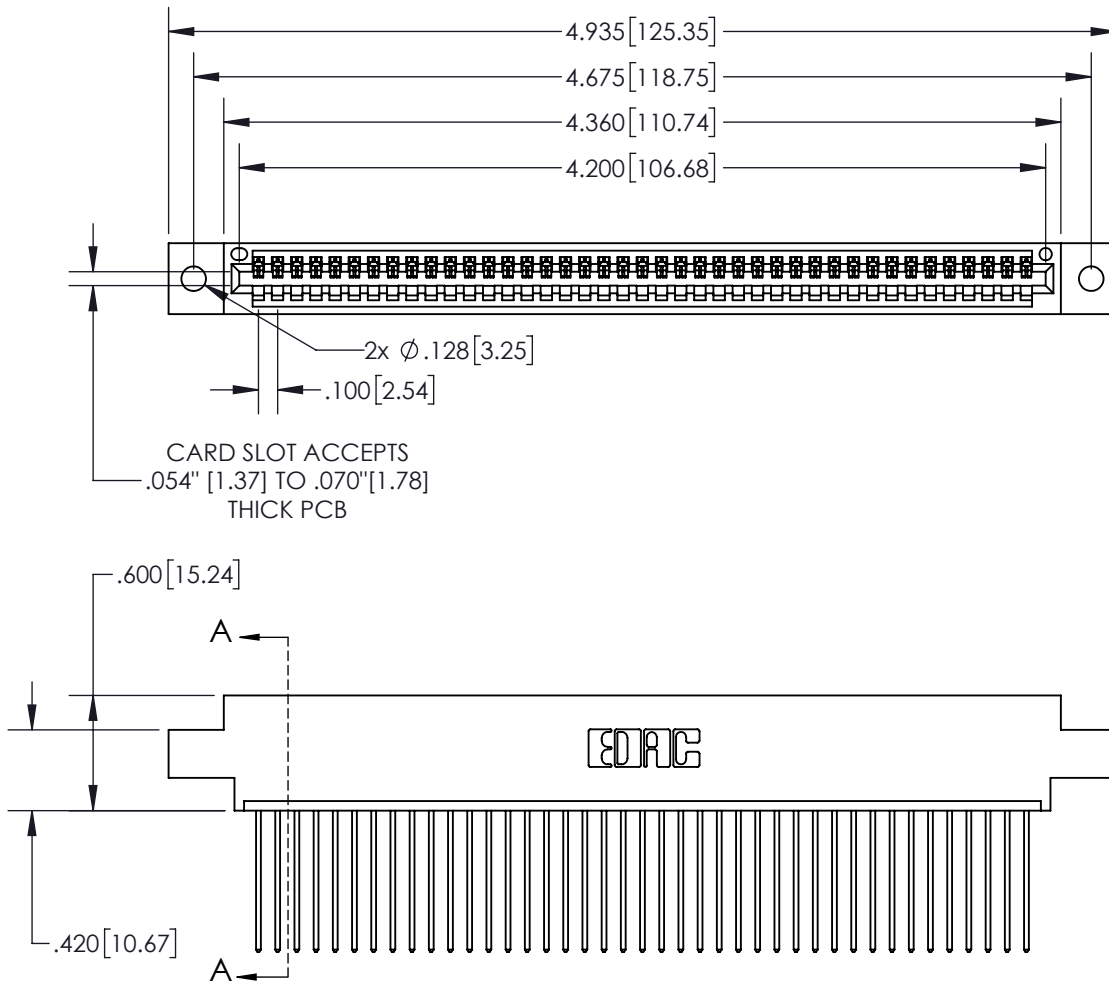 4.935[125.35]
4.675[118.75]
4.360[110.74]
4.200[106.68]
2x ∅.128[3.25]
.100[2.54]
CARD SLOT ACCEPTS
.054" [1.37] TO .070"[1.78]
THICK PCB
.600[15.24]
A
EDAC
.420[10.67]
A